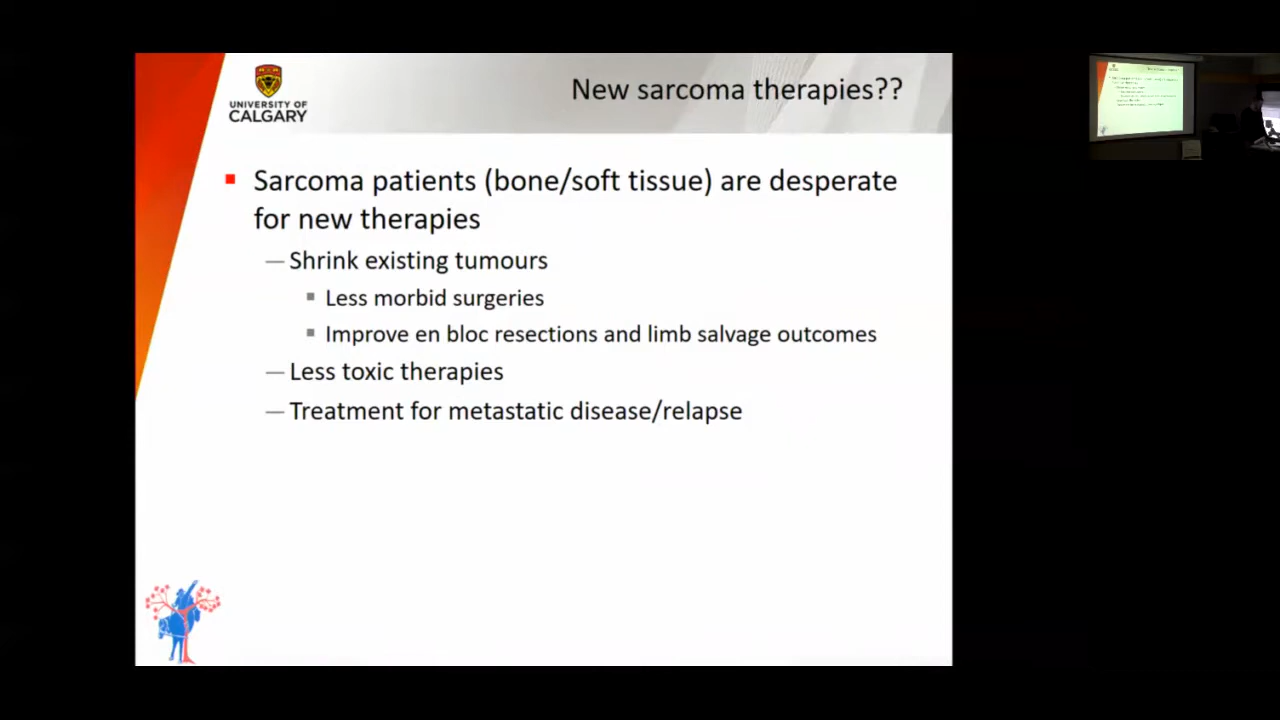 UNIVERSITY OF
CALGARY
New sarcoma therapies??
Sarcoma patients (bone/soft tissue) are desperate
for new therapies
— Shrink existing tumours
Less morbid surgeries
Improve en bloc resections and limb salvage outcomes
— Less toxic therapies
— Treatment for metastatic disease/relapse